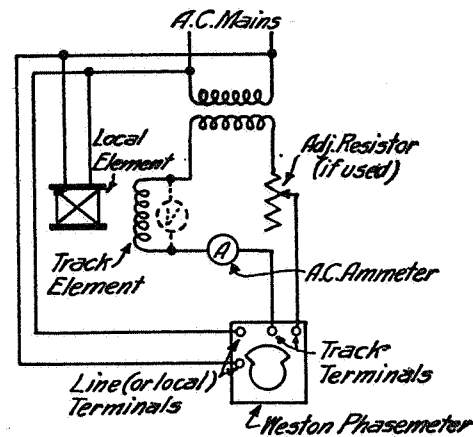 A.C. Mains
Local
Element
Adj. Resistor
(if used)
V
Track
Element
A
A.C. Ammeter
Track
Terminals
Line (or local)
Terminals
Weston Phasemeter